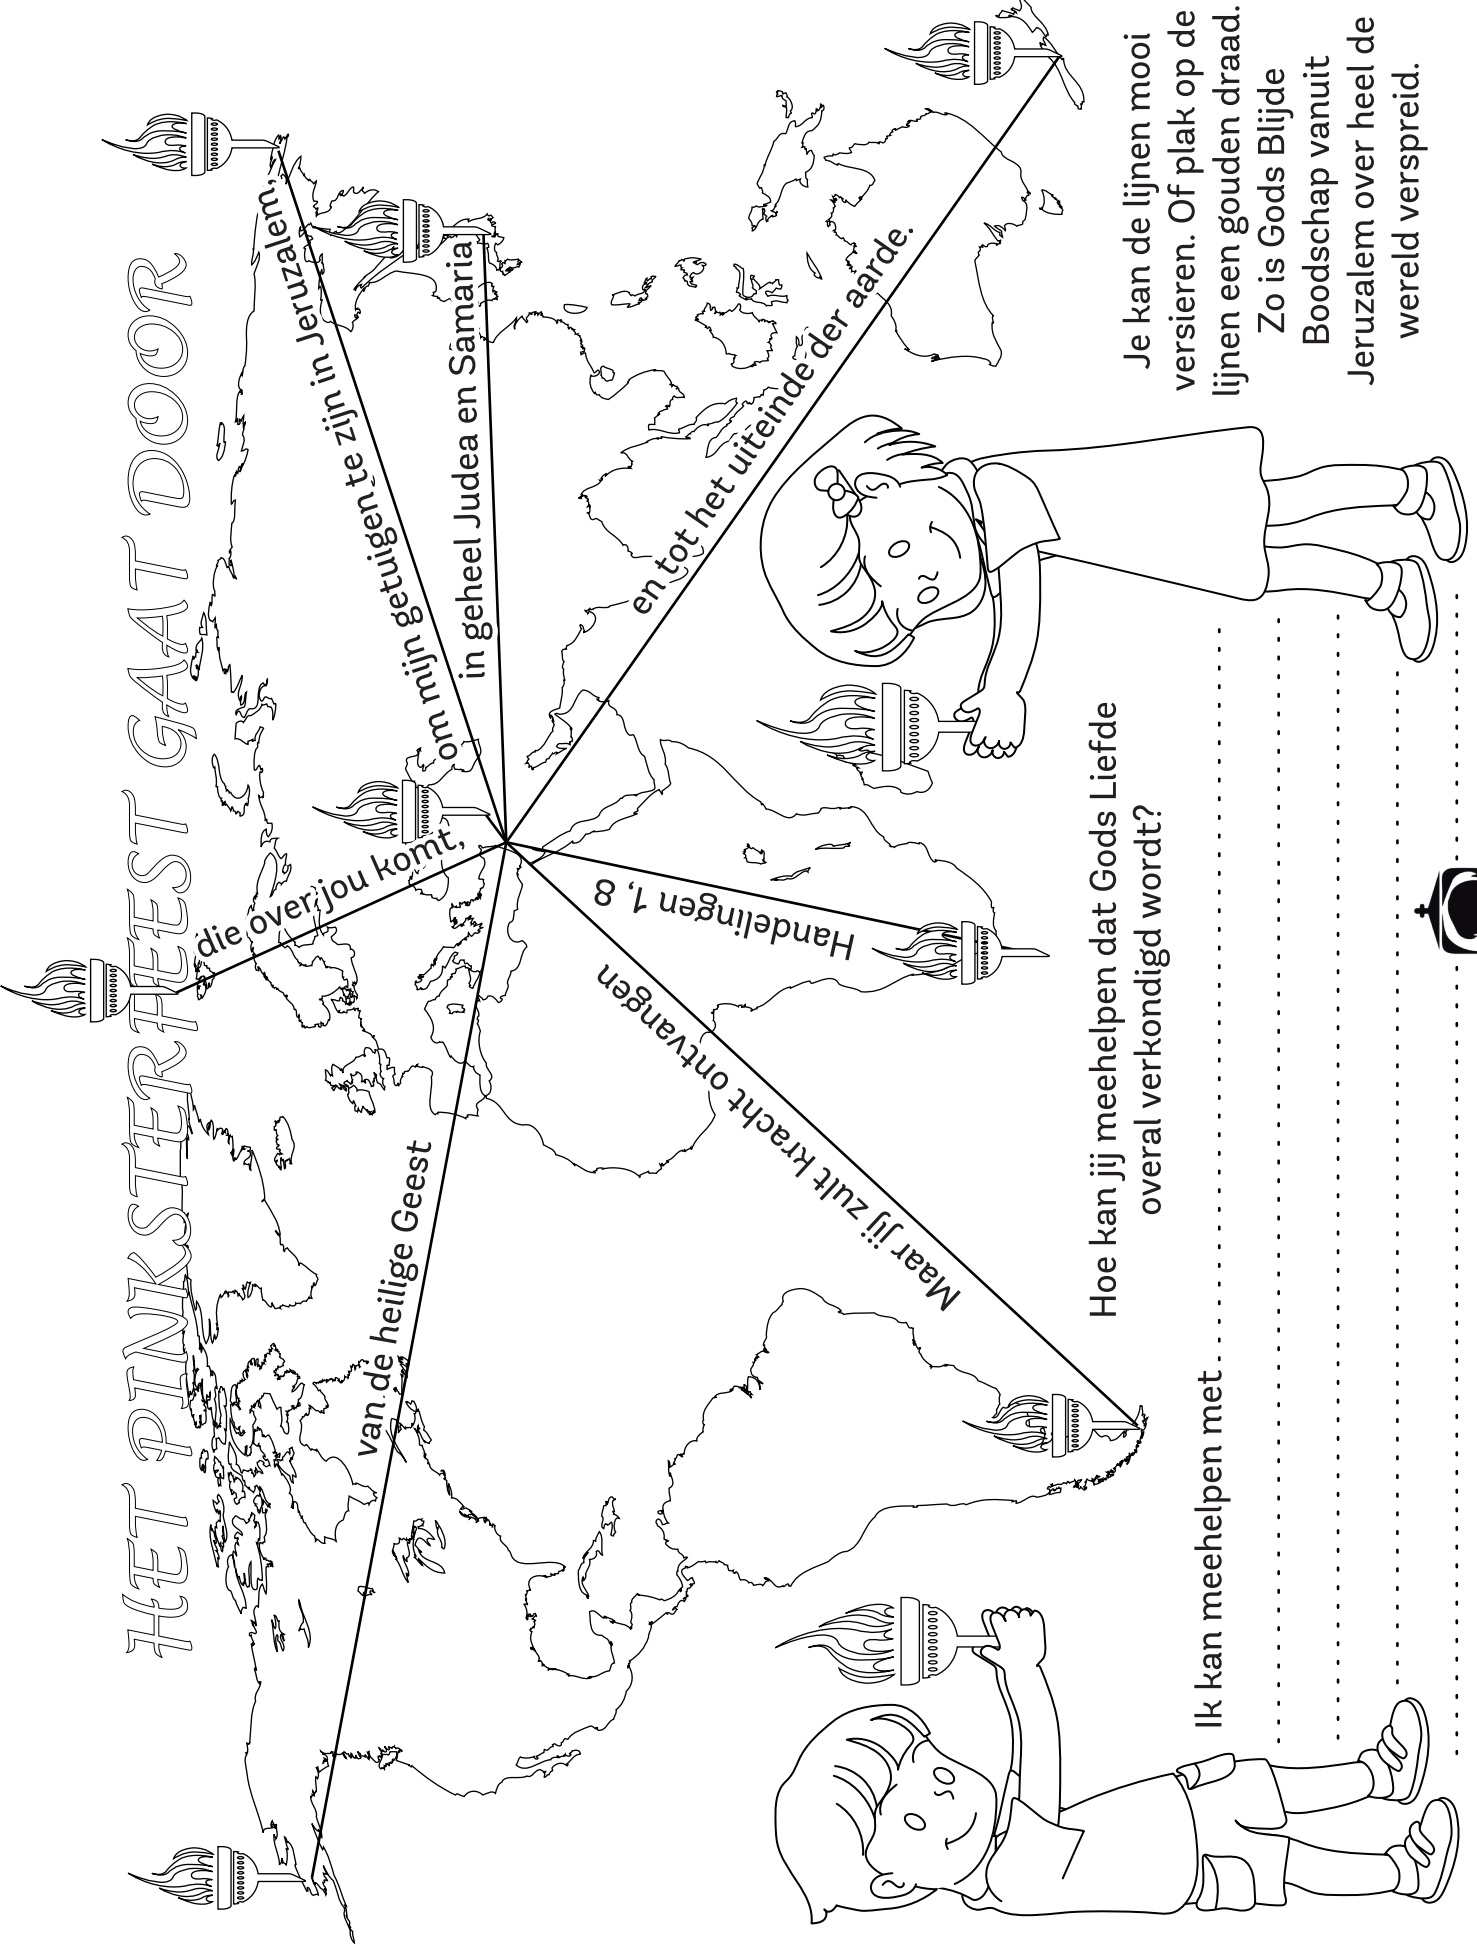 HET PINKSTERFEEST GAAT DOOR
Maar jij zult kracht ontvangen
van de heilige Geest
die over jou komt,
om mijn getuigen te zijn in Jeruzalem,
in geheel Judea en Samaria
en tot het uiteinde der aarde.
Handelingen 1, 8
Hoe kan jij meehelpen dat Gods Liefde
overal verkondigd wordt?
Ik kan meehelpen met
Je kan de lijnen mooi
versieren. Of plak op de
lijnen een gouden draad.
Zo is Gods Blijde
Boodschap vanuit
Jeruzalem over heel de
wereld verspreid.